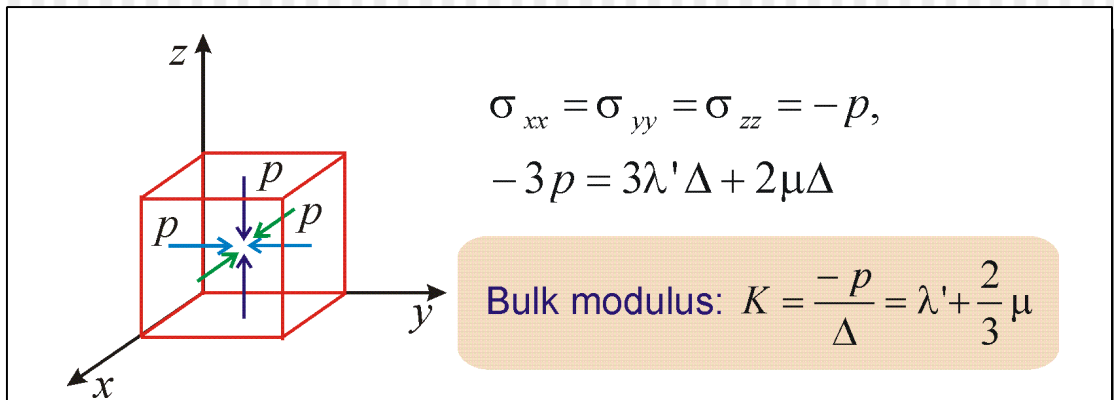 z
p
p
p
y
x
σxx = σyy = σzz = −p,
−3p = 3λ'Δ + 2μΔ
Bulk modulus: K = −p/Δ = λ' + 2/3 μ